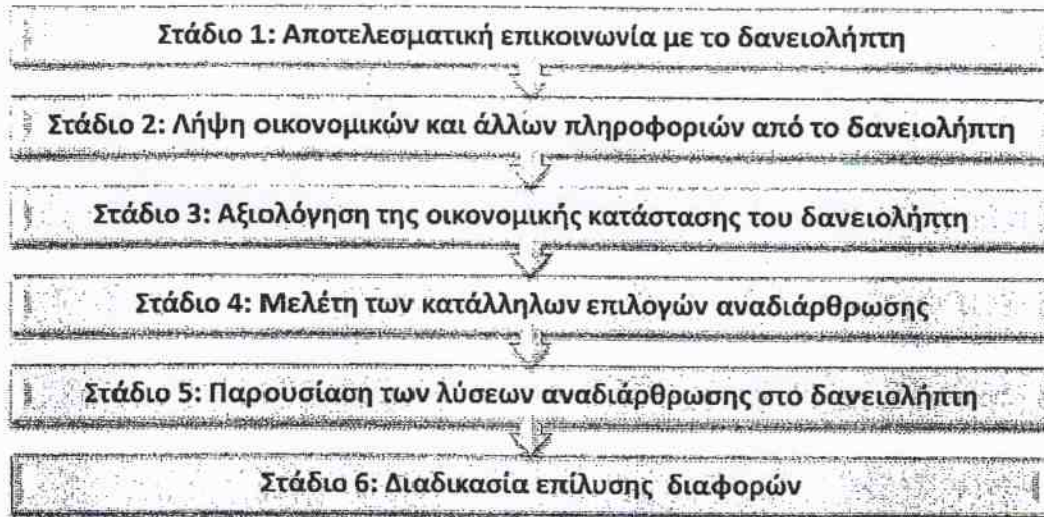 Στάδιο 1: Αποτελεσματική επικοινωνία με το δανειολήπτη
Στάδιο 2: Λήψη οικονομικών και άλλων πληροφοριών από το δανειολήπτη
Στάδιο 3: Αξιολόγηση της οικονομικής κατάστασης του δανειολήπτη
Στάδιο 4: Μελέτη των κατάλληλων επιλογών αναδιάρθρωσης
Στάδιο 5: Παρουσίαση των λύσεων αναδιάρθρωσης στο δανειολήπτη
Στάδιο 6: Διαδικασία επίλυσης διαφορών